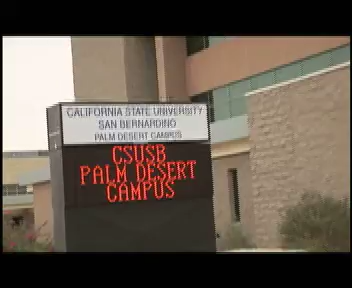 CALIFORNIA STATE UNIVERSITY
SAN BERNARDINO
PALM DESERT CAMPUS
CSUSB
PALM DESERT
CAMPUS